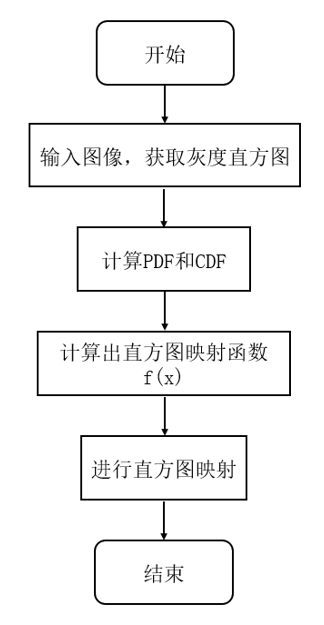 开始
输入图像，获取灰度直方图
计算PDF和CDF
计算出直方图映射函数
f(x)
进行直方图映射
结束